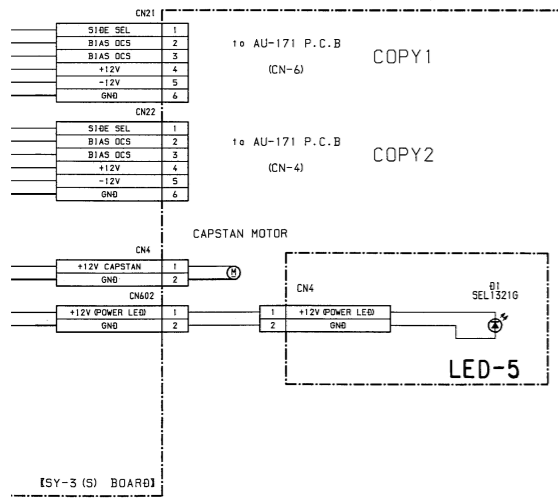 CN21
SIDE SEL 1
BIAS OCS 2
BIAS OCS 3
+12V 4
-12V 5
GND 6
to AU-171 P.C.B
(CN-6)
COPY1
CN22
SIDE SEL 1
BIAS OCS 2
BIAS OCS 3
+12V 4
-12V 5
GND 6
to AU-171 P.C.B
(CN-4)
COPY2
CAPSTAN MOTOR
CN4
+12V CAPSTAN 1
GND 2
M
CN602
+12V (POWER LED) 1
GND 2
CN4
1 +12V (POWER LED)
2 GND
D1
SEL1321G
LED-5
[SY-3 (S) BOARD]